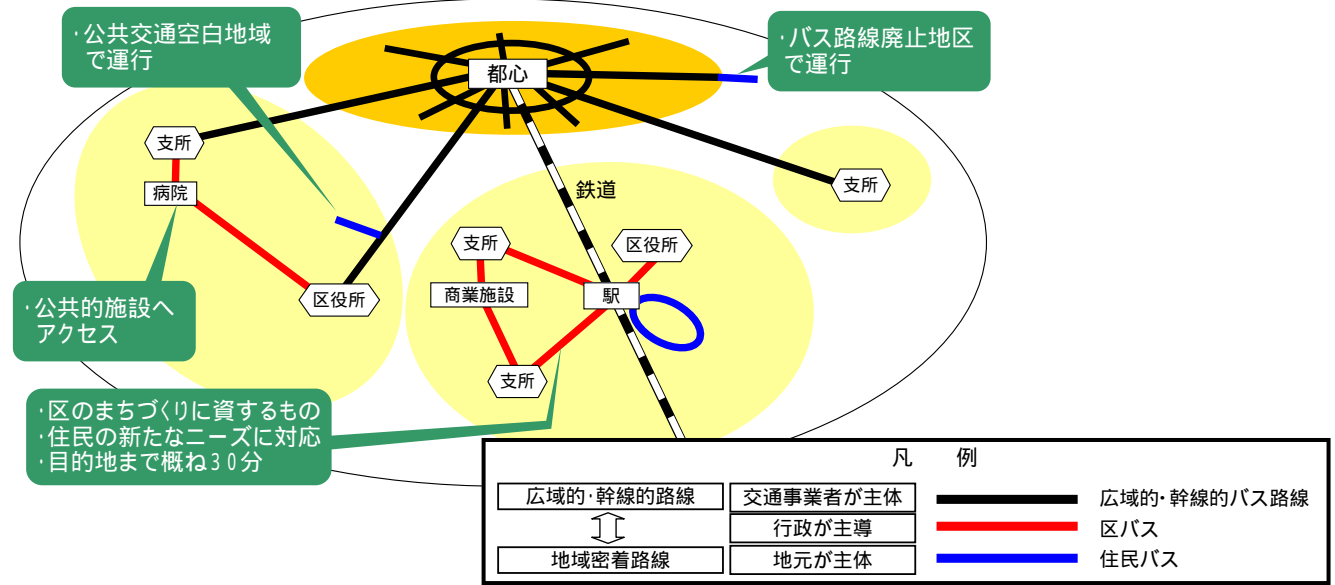 ･公共交通空白地域
で運行
･バス路線廃止地区
で運行
都心
支所
病院
区役所
支所
鉄道
支所
区役所
商業施設
駅
支所
･公共的施設へ
アクセス
･区のまちづくりに資するもの
･住民の新たなニーズに対応
･目的地まで概ね30分
凡　例
広域的･幹線的路線
地域密着路線
交通事業者が主体
行政が主導
地元が主体
広域的･幹線的バス路線
区バス
住民バス